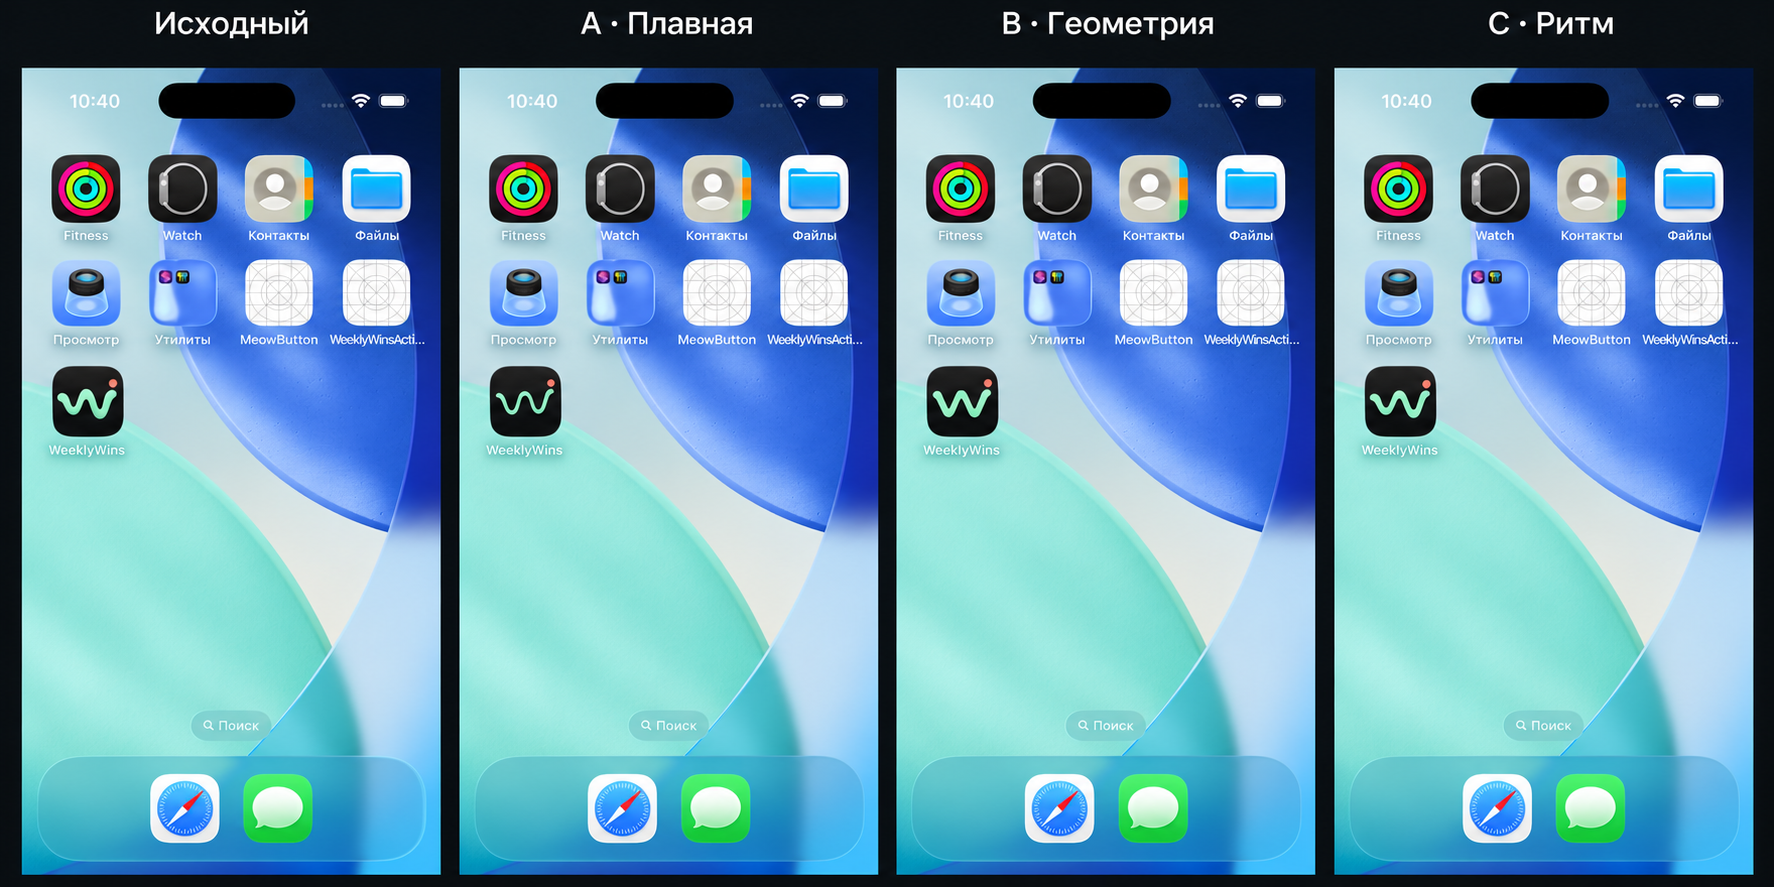 Исходный
A • Плавная
B • Геометрия
C • Ритм
10:40
10:40
10:40
10:40
Fitness Watch Контакты Файлы
Fitness Watch Контакты Файлы
Fitness Watch Контакты Файлы
Fitness Watch Контакты Файлы
Просмотр Утилиты MeowButton WeeklyWinsActi...
Просмотр Утилиты MeowButton WeeklyWinsActi...
Просмотр Утилиты MeowButton WeeklyWinsActi...
Просмотр Утилиты MeowButton WeeklyWinsActi...
WeeklyWins
WeeklyWins
WeeklyWins
WeeklyWins
Поиск
Поиск
Поиск
Поиск